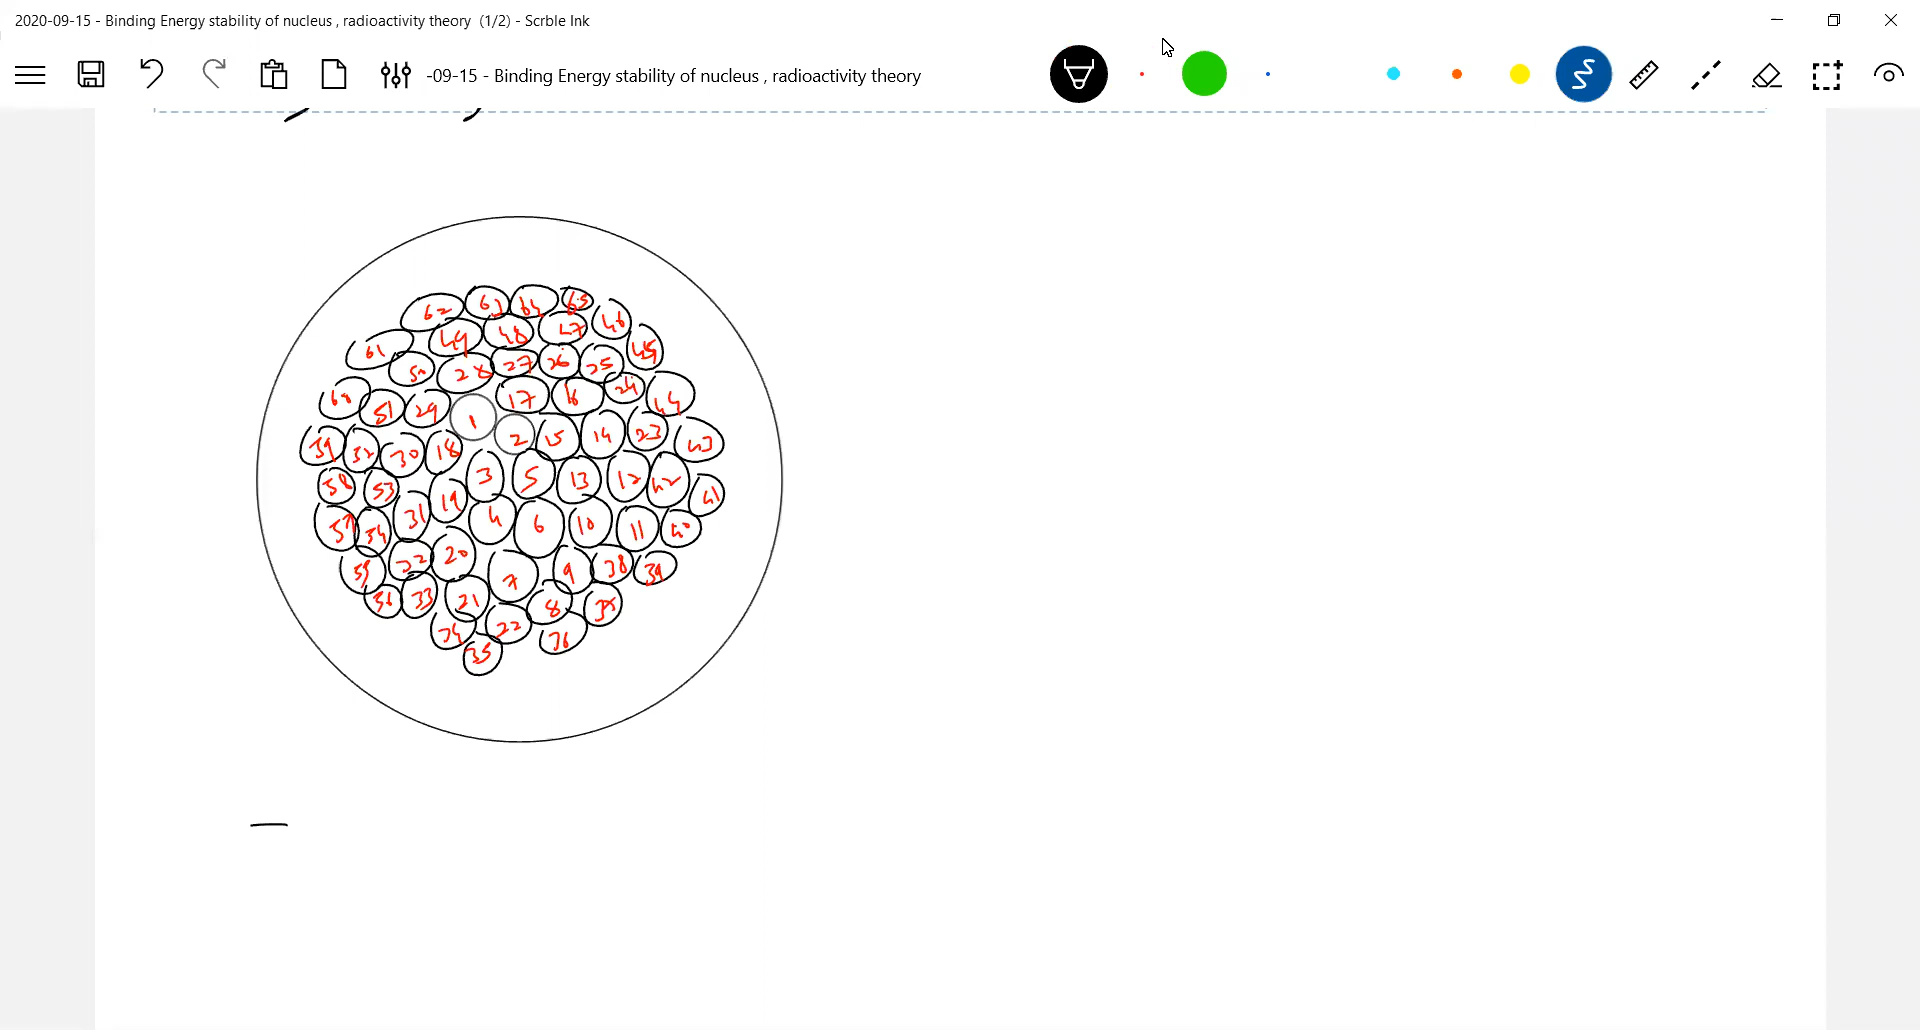 2020-09-15 - Binding Energy stability of nucleus , radioactivity theory (1/2) - Scrble Ink
-09-15 - Binding Energy stability of nucleus , radioactivity theory
62 63 64 65
61 49 48 47 46
50 28 27 26 25 45
60 51 29 17 16 24 44
1 2 15 14 23 43
59 52 30 18
58 53 3 5 13 12 42 41
57 54 31 19 4 6 10 11 40
55 32 20 7 9 38 39
56 33 21 8 37
34 22 36
35